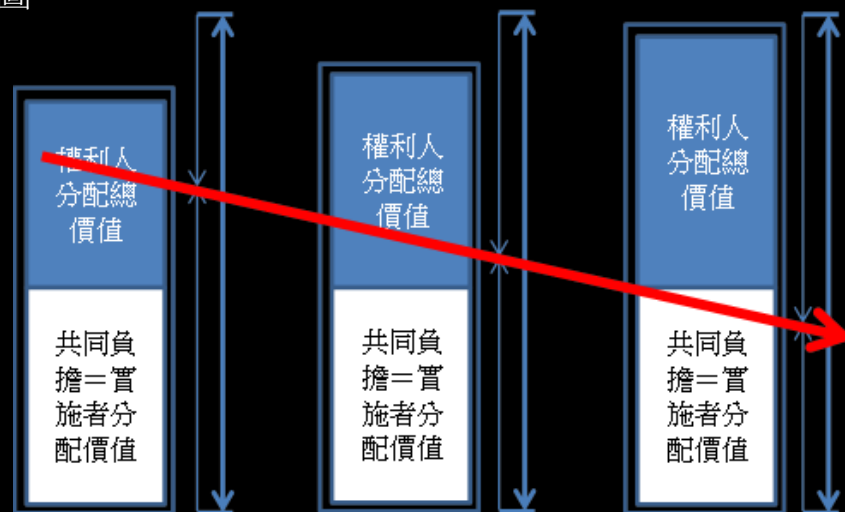 圖
權利人
分配總
價值
共同負
擔＝實
施者分
配價值
權利人
分配總
價值
共同負
擔＝實
施者分
配價值
權利人
分配總
價值
共同負
擔＝實
施者分
配價值